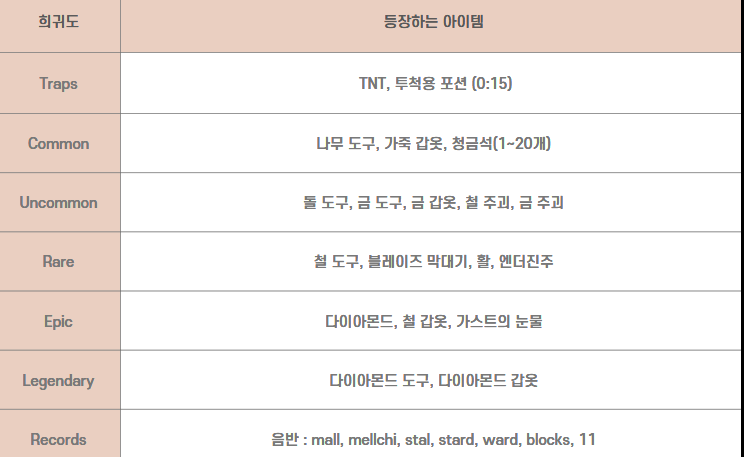 희귀도 등장하는 아이템
Traps TNT, 투척용 포션 (0:15)
Common 나무 도구, 가죽 갑옷, 청금석(1~20개)
Uncommon 돌 도구, 금 도구, 금 갑옷, 철 주괴, 금 주괴
Rare 철 도구, 블레이즈 막대기, 활, 엔더진주
Epic 다이아몬드, 철 갑옷, 가스트의 눈물
Legendary 다이아몬드 도구, 다이아몬드 갑옷
Records 음반 : mall, mellchi, stal, stard, ward, blocks, 11